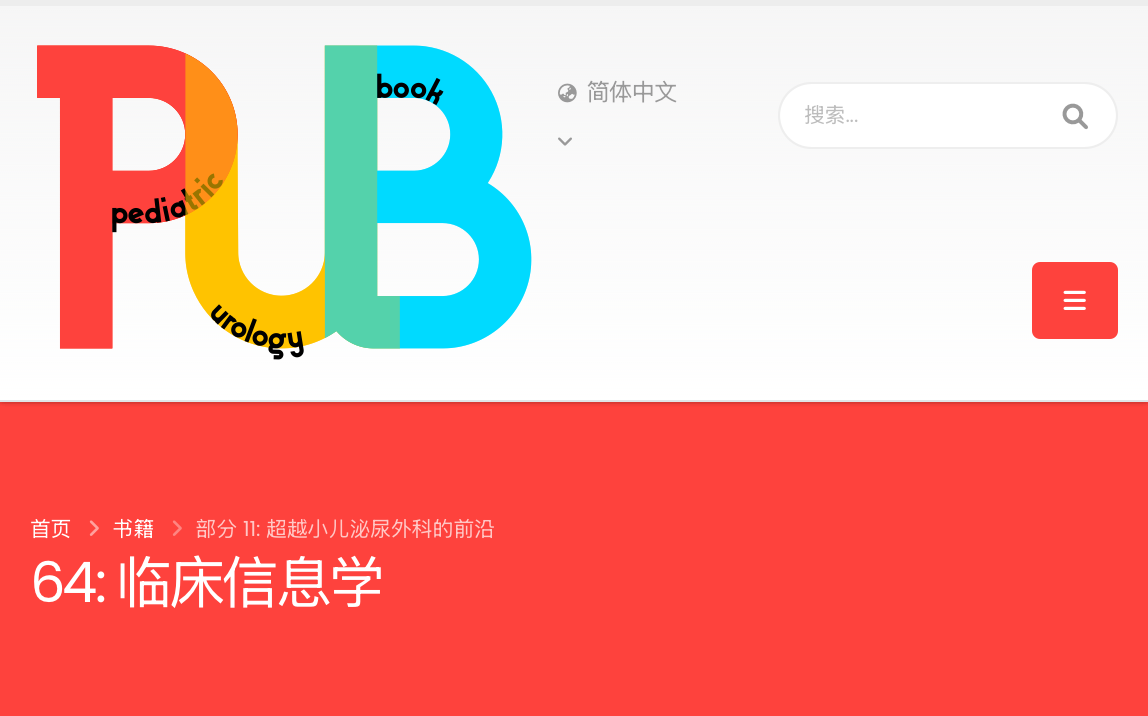 book
简体中文
搜索...
pediatric
urology
首页 书籍 部分 11: 超越小儿泌尿外科的前沿
64: 临床信息学